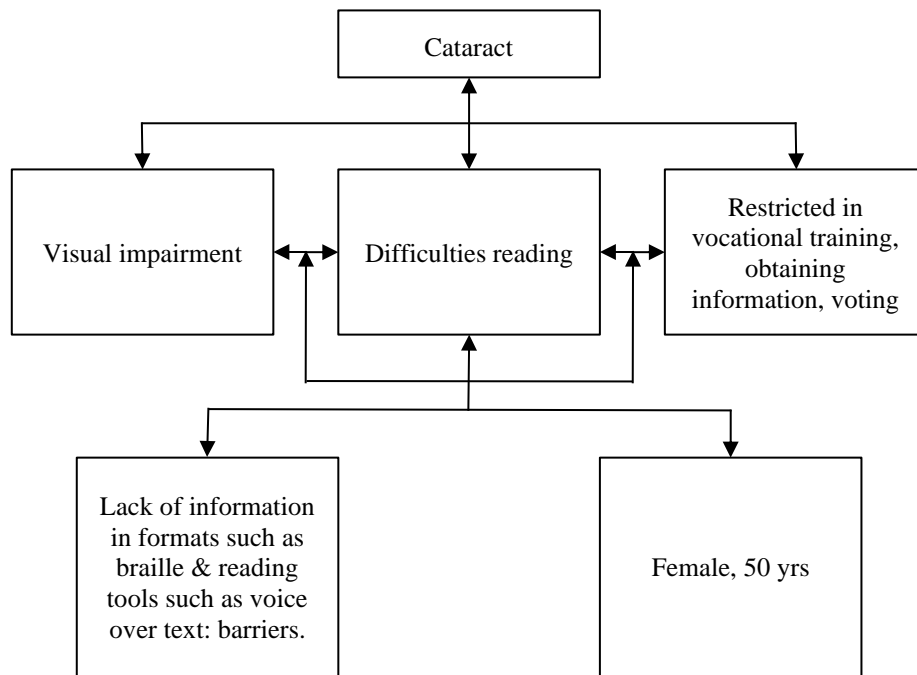 Cataract
Visual impairment
Difficulties reading
Restricted in
vocational training,
obtaining
information, voting
Lack of information
in formats such as
braille & reading
tools such as voice
over text: barriers.
Female, 50 yrs